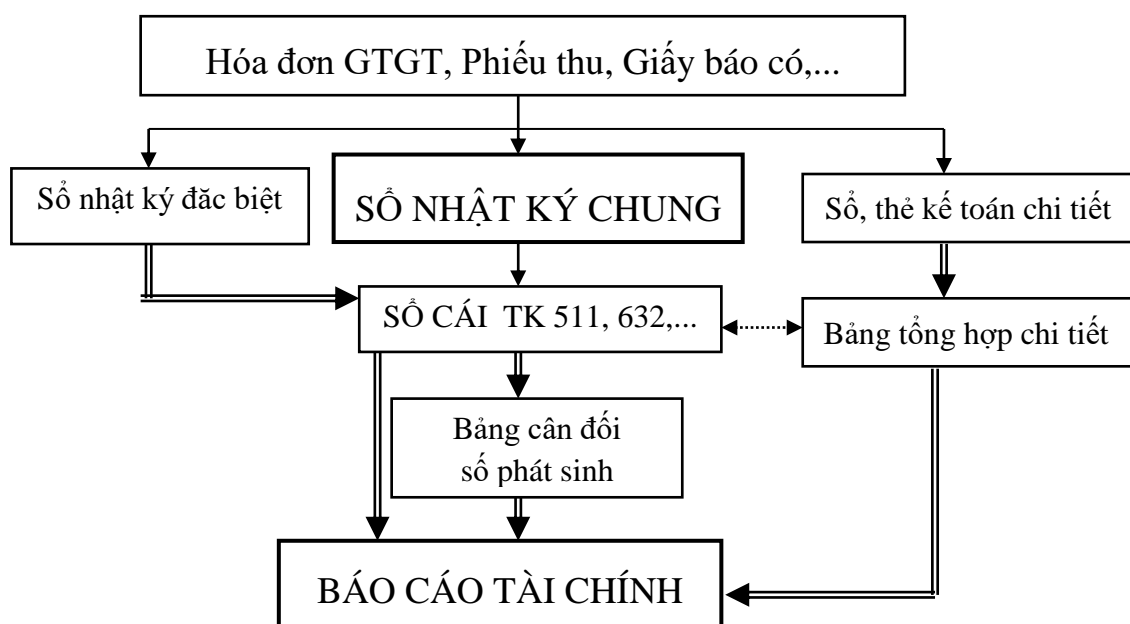 Hóa đơn GTGT, Phiếu thu, Giấy báo có,...
Sổ nhật ký đăc biệt
SỔ NHẬT KÝ CHUNG
Sổ, thẻ kế toán chi tiết
SỔ CÁI TK 511, 632,...
Bảng tổng hợp chi tiết
Bảng cân đối
số phát sinh
BÁO CÁO TÀI CHÍNH